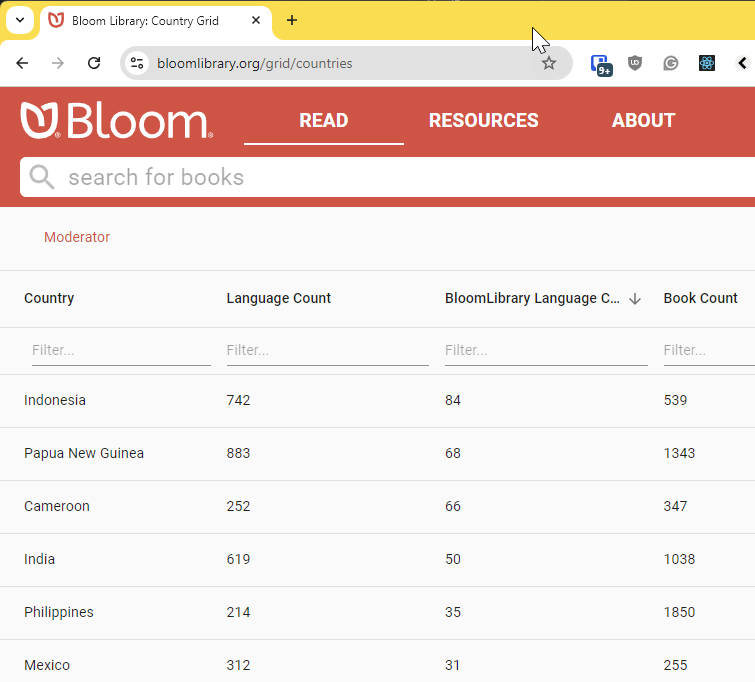 Bloom Library: Country Grid
bloomlibrary.org/grid/countries
9+
UD
Bloom®
READ RESOURCES ABOUT
search for books
Moderator
Country Language Count BloomLibrary Language C... Book Count
Filter... Filter... Filter... Filter...
Indonesia 742 84 539
Papua New Guinea 883 68 1343
Cameroon 252 66 347
India 619 50 1038
Philippines 214 35 1850
Mexico 312 31 255